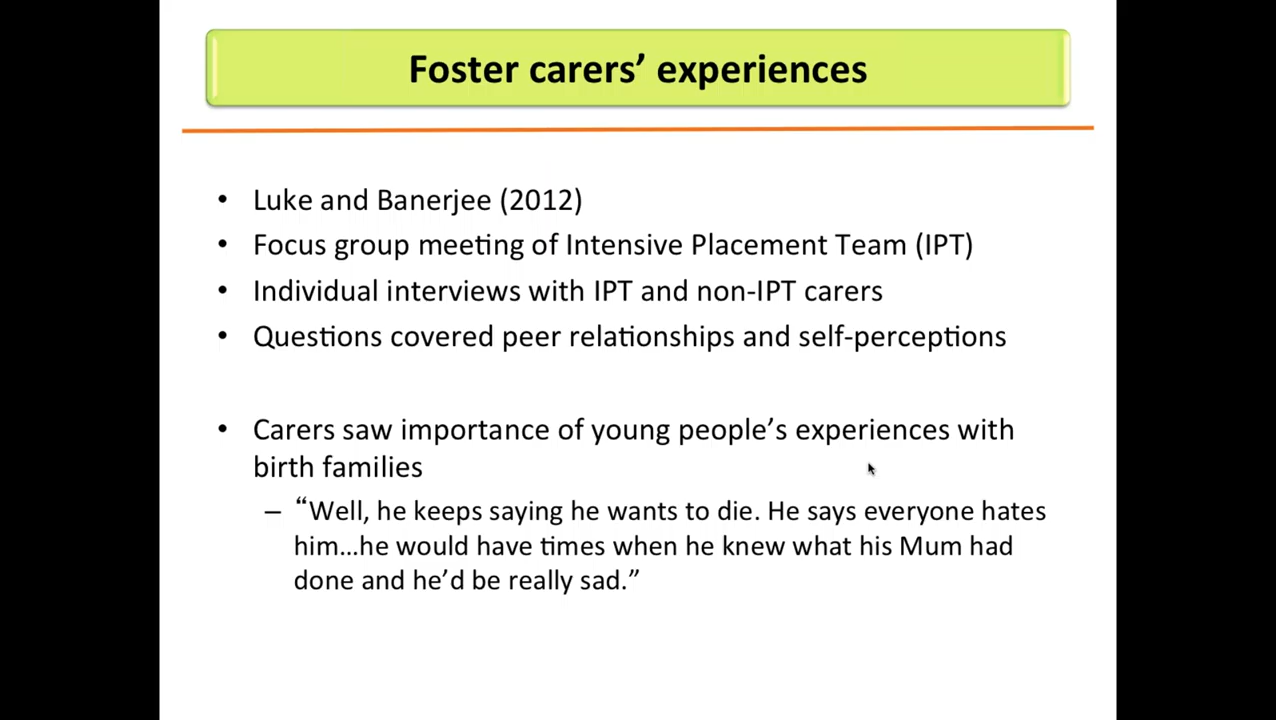 Foster carers’ experiences
• Luke and Banerjee (2012)
• Focus group meeting of Intensive Placement Team (IPT)
• Individual interviews with IPT and non-IPT carers
• Questions covered peer relationships and self-perceptions
• Carers saw importance of young people’s experiences with
birth families
– “Well, he keeps saying he wants to die. He says everyone hates
him…he would have times when he knew what his Mum had
done and he’d be really sad.”